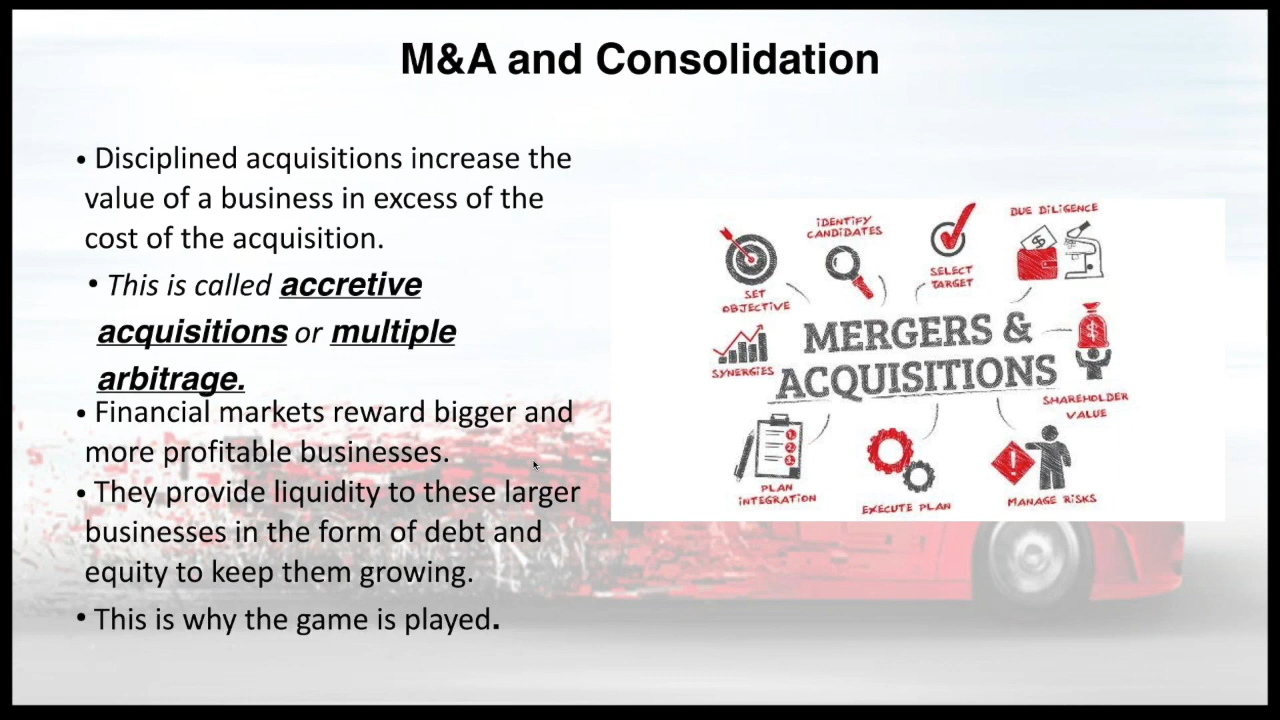 M&A and Consolidation
• Disciplined acquisitions increase the
value of a business in excess of the
cost of the acquisition.
• This is called accretive
acquisitions or multiple
arbitrage.
• Financial markets reward bigger and
more profitable businesses.
• They provide liquidity to these larger
businesses in the form of debt and
equity to keep them growing.
• This is why the game is played.
SET
OBJECTIVE
IDENTIFY
CANDIDATES
SELECT
TARGET
DUE DILIGENCE
SYNERGIES
MERGERS &
ACQUISITIONS
$
SHAREHOLDER
VALUE
1.
2.
3.
PLAN
INTEGRATION
EXECUTE PLAN
!
MANAGE RISKS